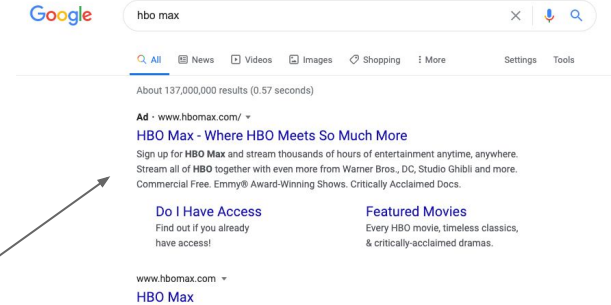 Google
hbo max
All News Videos Images Shopping More Settings Tools
About 137,000,000 results (0.57 seconds)
Ad · www.hbomax.com/
HBO Max - Where HBO Meets So Much More
Sign up for HBO Max and stream thousands of hours of entertainment anytime, anywhere.
Stream all of HBO together with even more from Warner Bros., DC, Studio Ghibli and more.
Commercial Free. Emmy® Award-Winning Shows. Critically Acclaimed Docs.
Do I Have Access
Find out if you already
have access!
Featured Movies
Every HBO movie, timeless classics,
& critically-acclaimed dramas.
www.hbomax.com
HBO Max